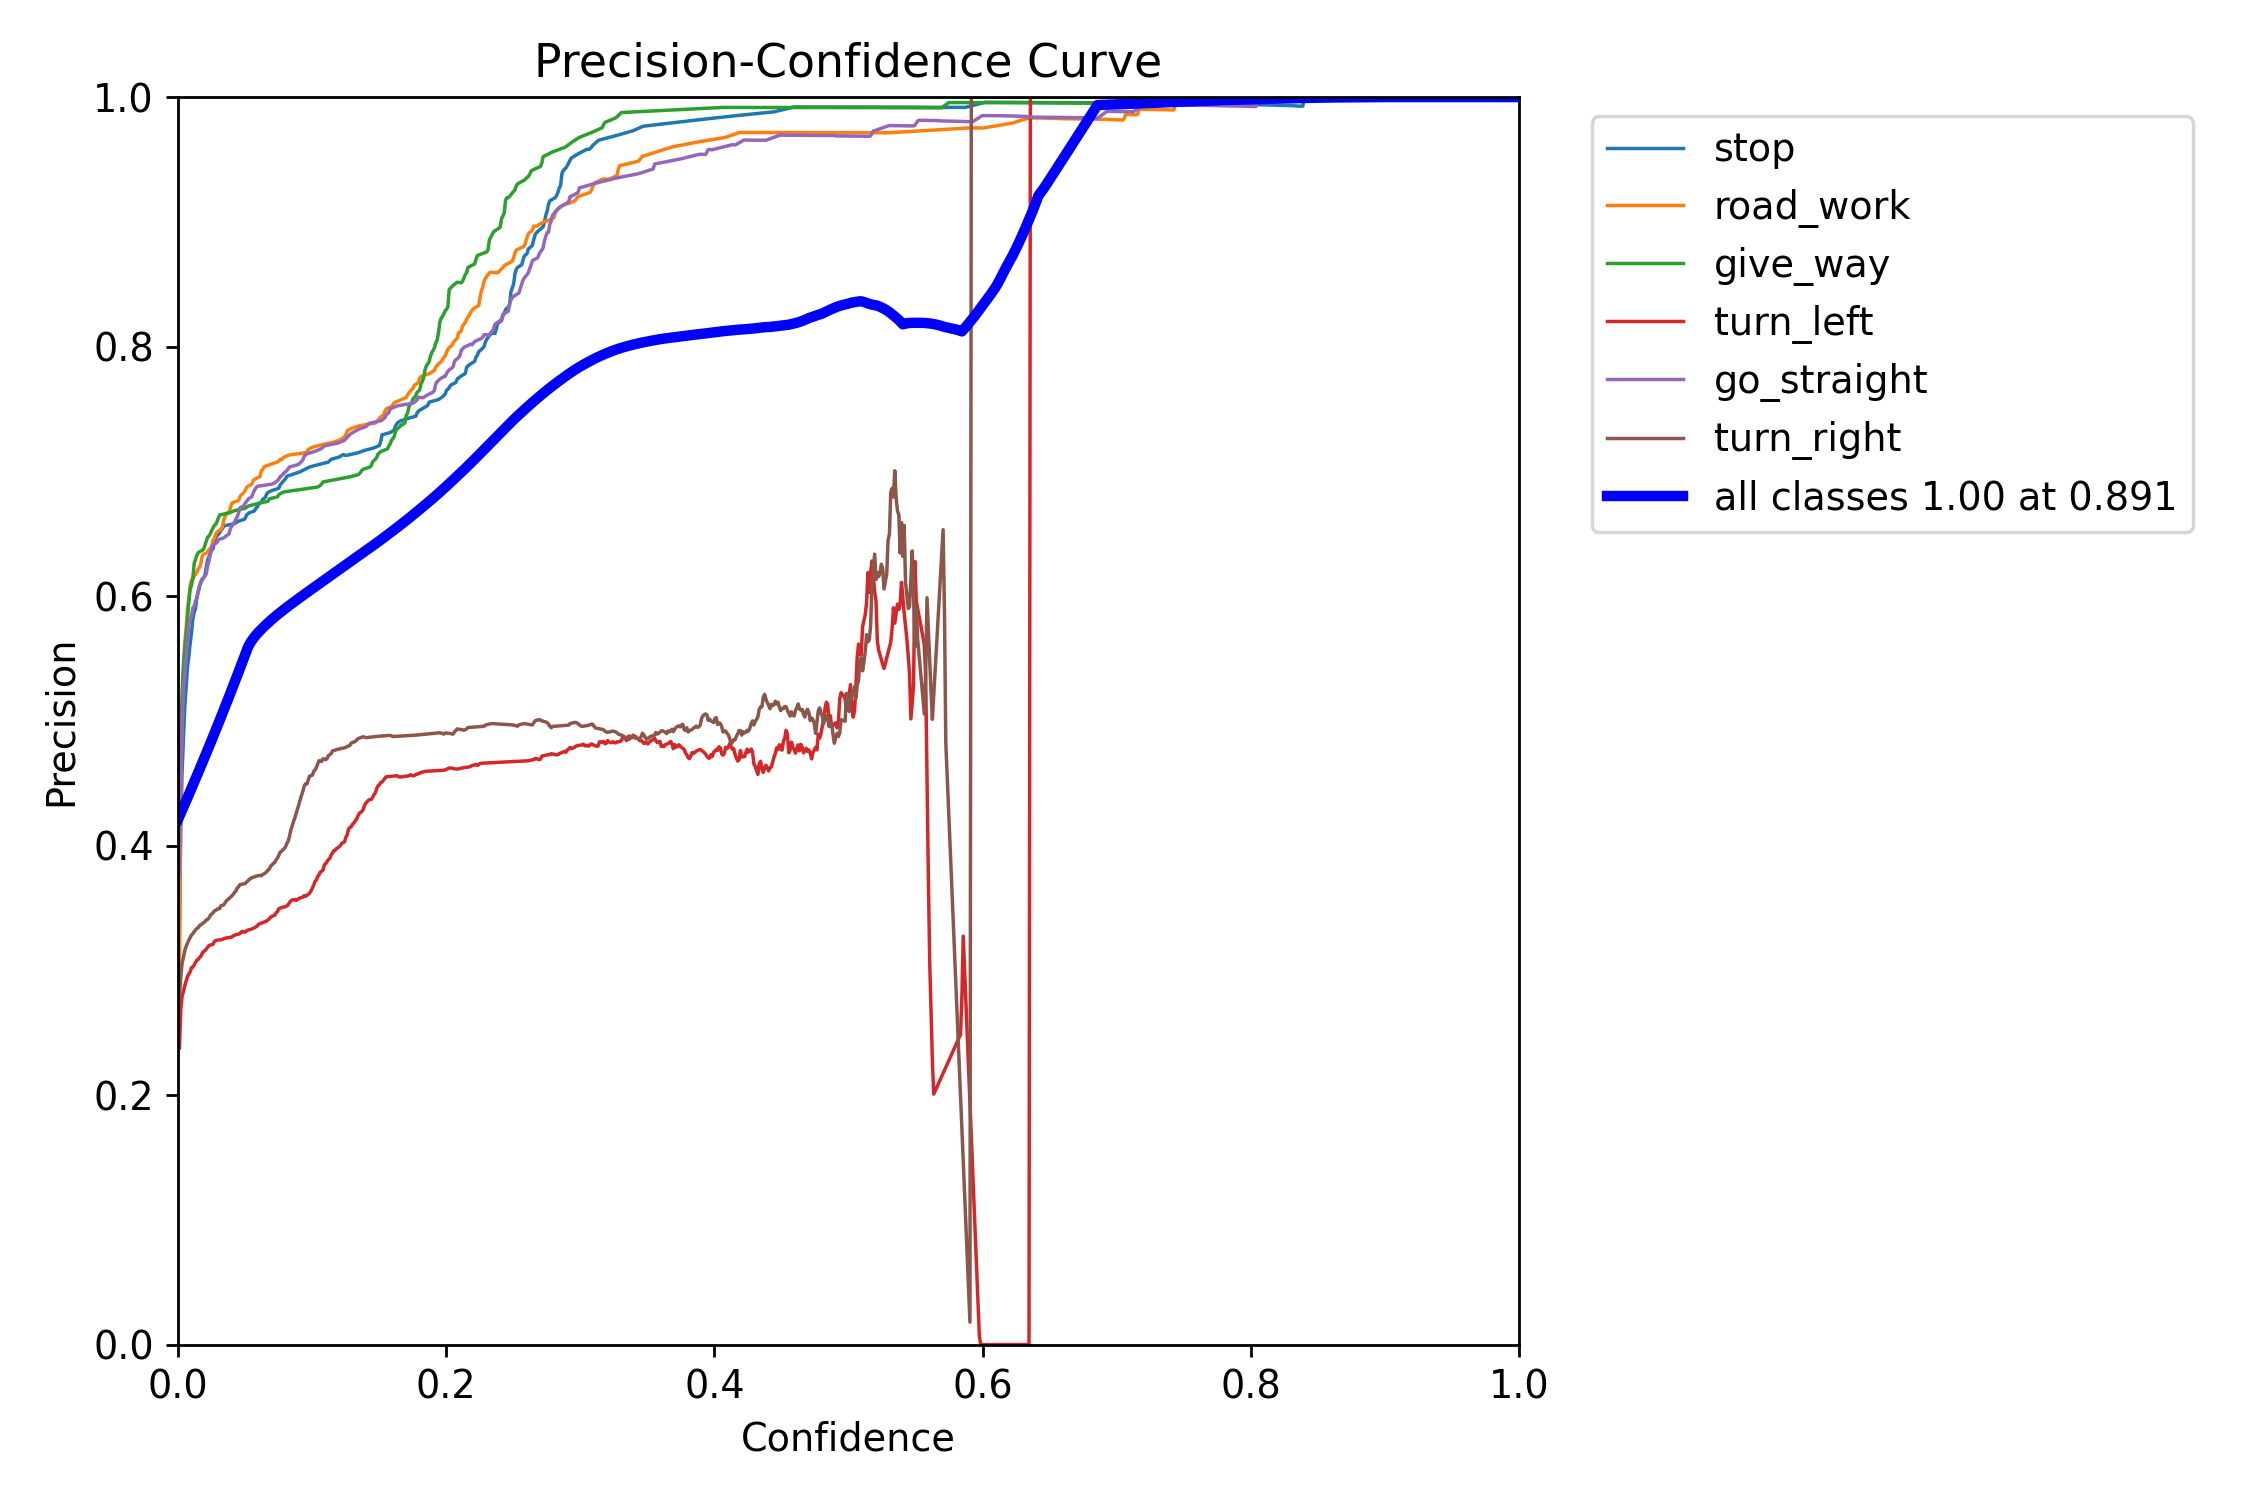 Precision-Confidence Curve
1.0
0.8
0.6
0.4
0.2
0.0
Precision
0.0 0.2 0.4 0.6 0.8 1.0
Confidence
stop
road_work
give_way
turn_left
go_straight
turn_right
all classes 1.00 at 0.891